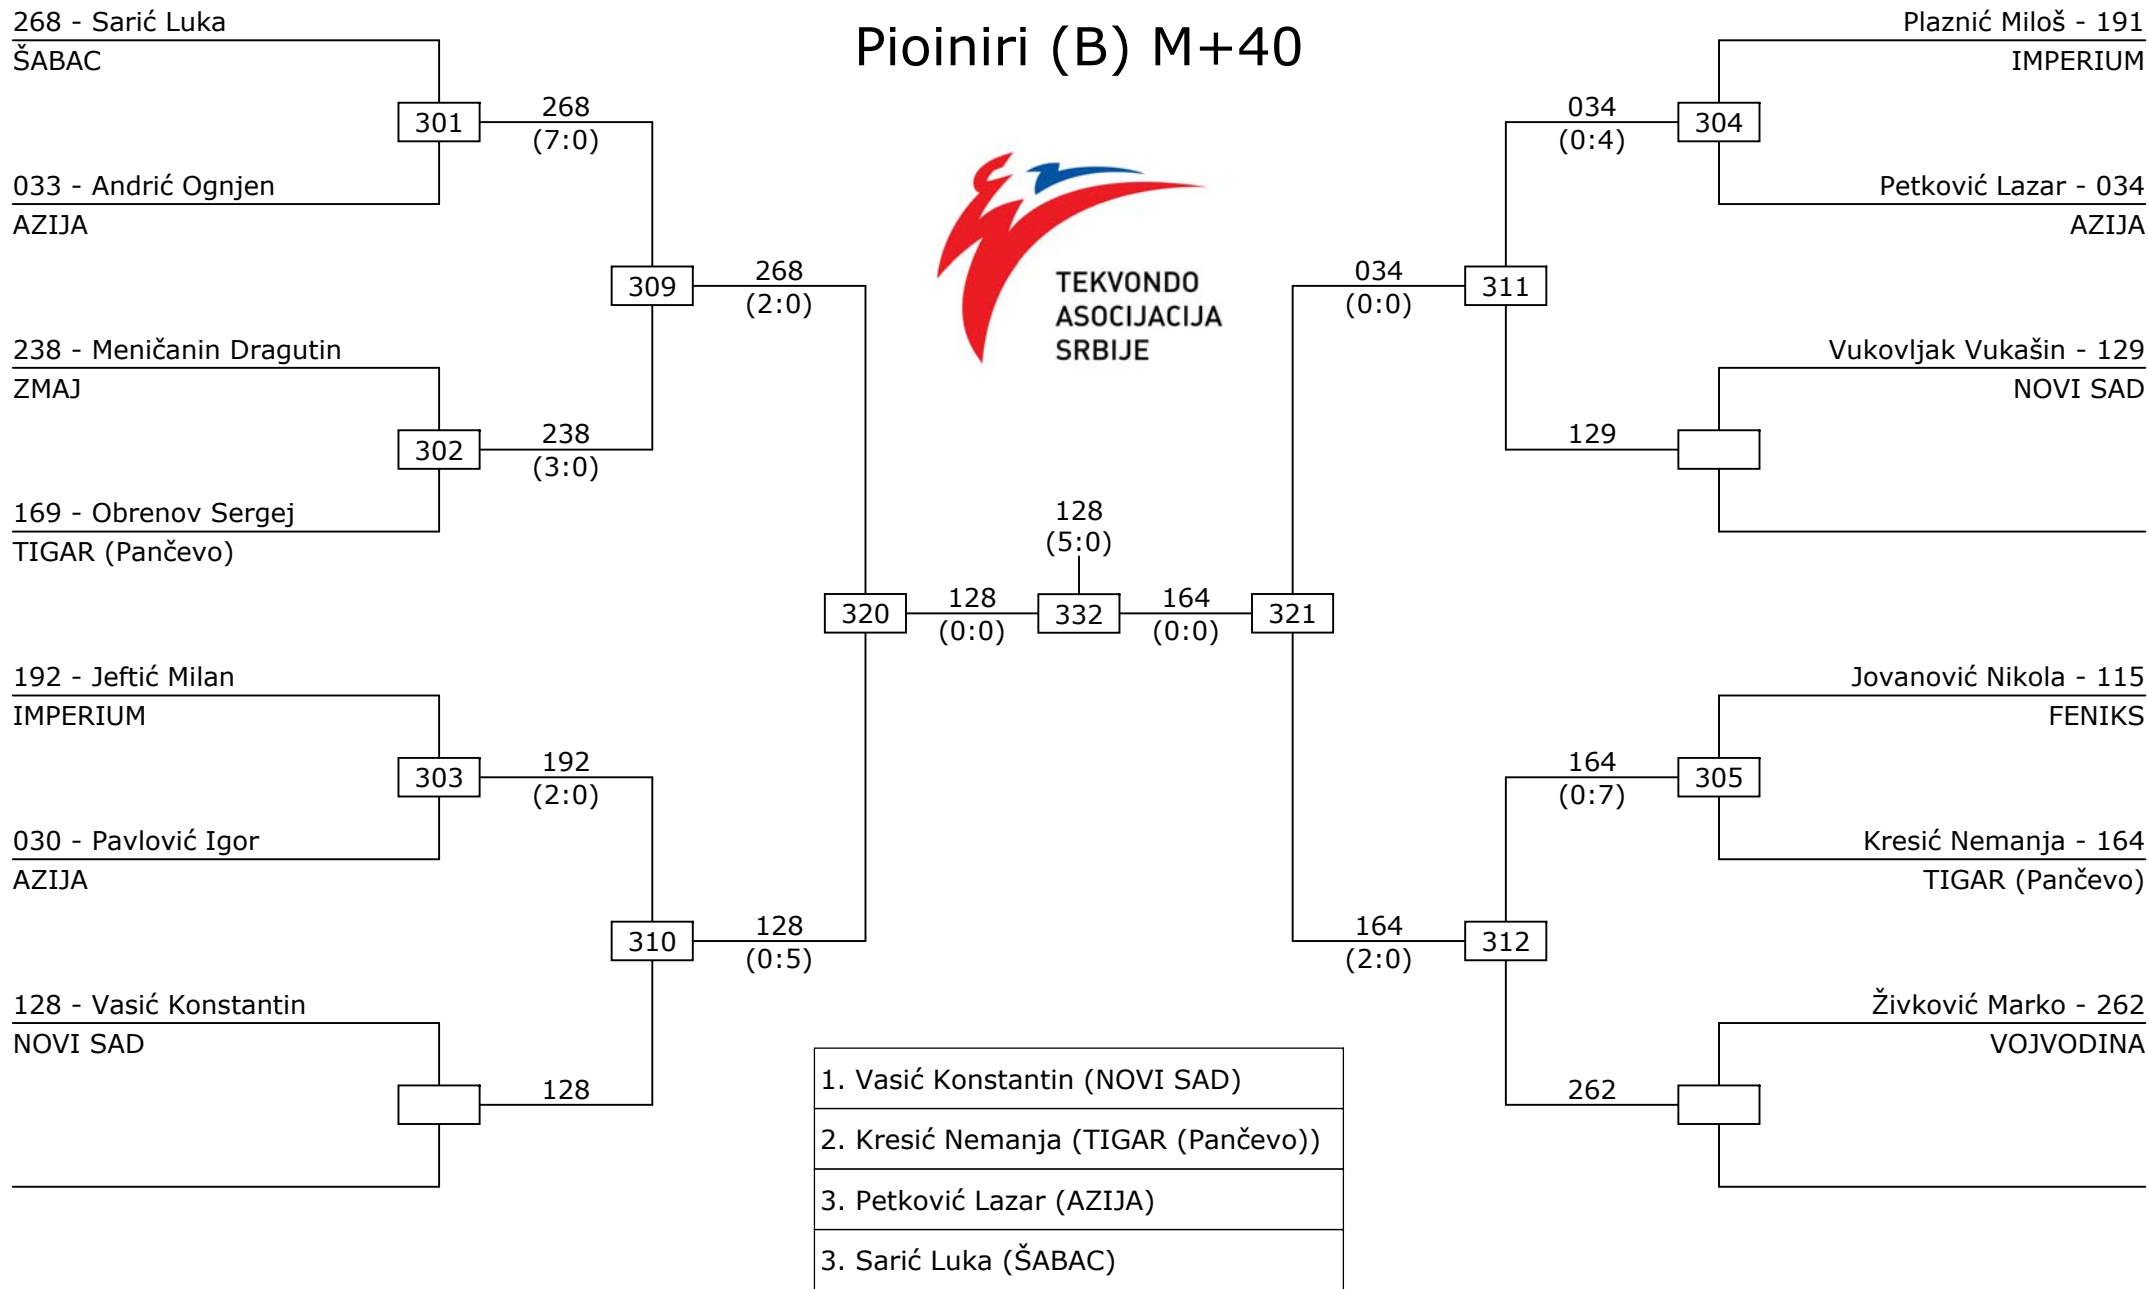 Pioiniri (B) M+40
268 - Sarić Luka
ŠABAC
301
268
(7:0)
033 - Andrić Ognjen
AZIJA
309
268
(2:0)
238 - Meničanin Dragutin
ZMAJ
302
238
(3:0)
169 - Obrenov Sergej
TIGAR (Pančevo)
320
128
(0:0)
192 - Jeftić Milan
IMPERIUM
303
192
(2:0)
030 - Pavlović Igor
AZIJA
310
128
(0:5)
128 - Vasić Konstantin
NOVI SAD
128
TEKVONDO
ASOCIJACIJA
SRBIJE
128
(5:0)
332
Plaznić Miloš - 191
IMPERIUM
034
(0:4)
304
Petković Lazar - 034
AZIJA
034
(0:0)
311
Vukovljak Vukašin - 129
NOVI SAD
129
164
(0:0)
321
Jovanović Nikola - 115
FENIKS
164
(0:7)
305
Kresić Nemanja - 164
TIGAR (Pančevo)
164
(2:0)
312
Živković Marko - 262
VOJVODINA
262
1. Vasić Konstantin (NOVI SAD)
2. Kresić Nemanja (TIGAR (Pančevo))
3. Petković Lazar (AZIJA)
3. Sarić Luka (ŠABAC)